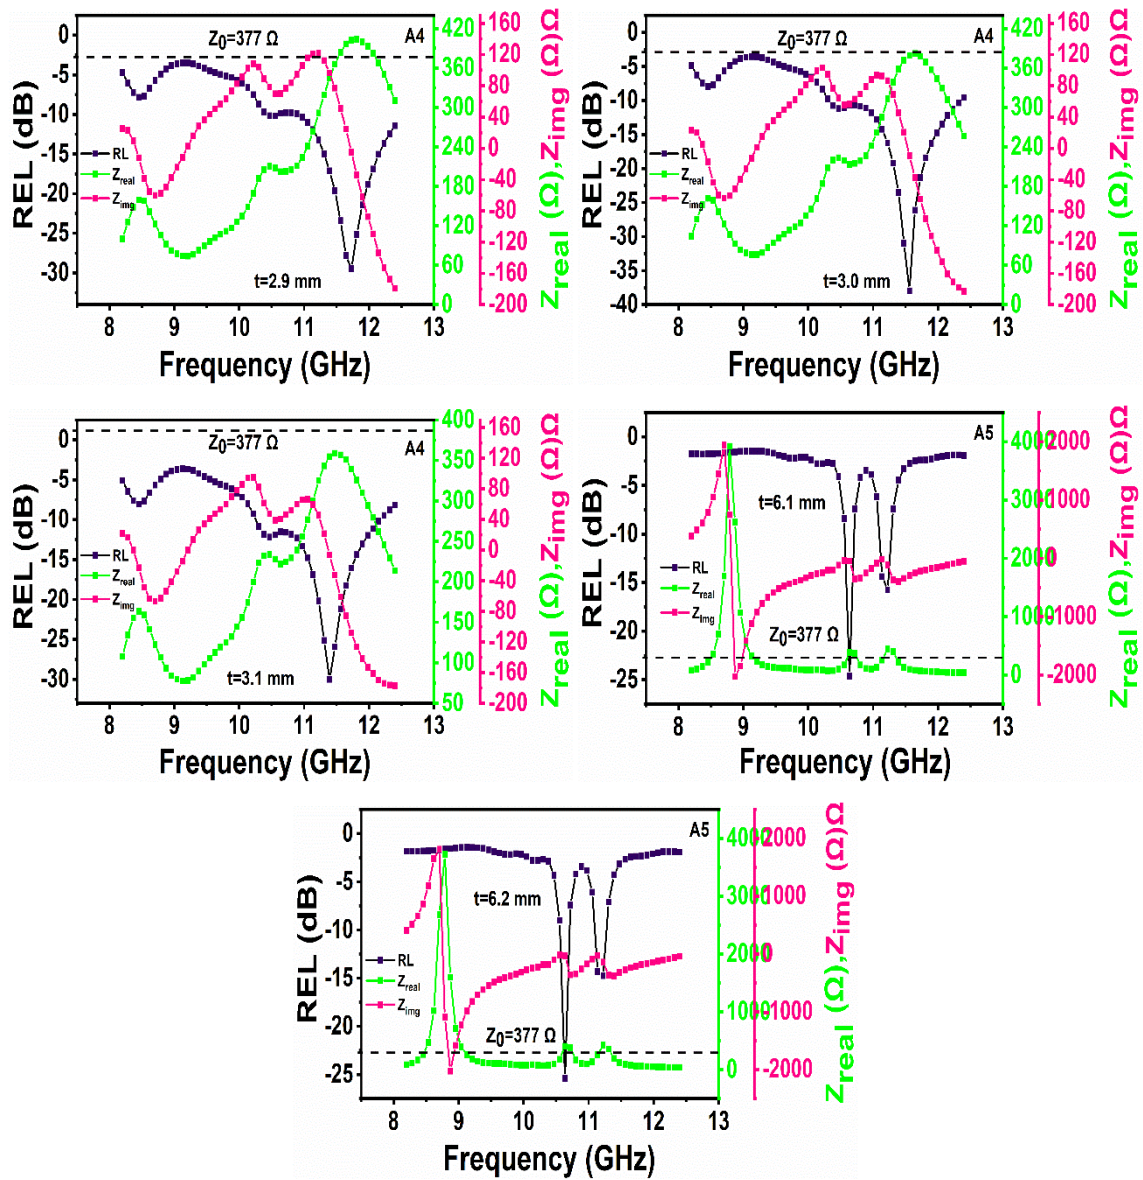 Z0=377 Ω
A4
RL
Zreal
Zimg
t=2.9 mm
REL (dB)
0
-5
-10
-15
-20
-25
-30
8 9 10 11 12 13
Frequency (GHz)
420
360
300
240
180
120
60
0
Zreal (Ω),Zimg (Ω)Ω
160
120
80
40
0
-40
-80
-120
-160
-200
Z0=377 Ω
A4
RL
Zreal
Zimg
t=3.0 mm
REL (dB)
0
-5
-10
-15
-20
-25
-30
-35
-40
8 9 10 11 12 13
Frequency (GHz)
420
360
300
240
180
120
60
0
Zreal (Ω),Zimg (Ω)Ω
160
120
80
40
0
-40
-80
-120
-160
-200
Z0=377 Ω
A4
RL
Zreal
Zimg
t=3.1 mm
REL (dB)
0
-5
-10
-15
-20
-25
-30
8 9 10 11 12 13
Frequency (GHz)
400
350
300
250
200
150
100
50
Zreal (Ω),Zimg (Ω)Ω
160
120
80
40
0
-40
-80
-120
-160
-200
A5
t=6.1 mm
RL
Zreal
Zimg
Z0=377 Ω
REL (dB)
0
-5
-10
-15
-20
-25
8 9 10 11 12 13
Frequency (GHz)
4000
3000
2000
1000
0
Zreal (Ω),Zimg (Ω)Ω
2000
1000
0
-1000
-2000
A5
t=6.2 mm
RL
Zreal
Zimg
Z0=377 Ω
REL (dB)
0
-5
-10
-15
-20
-25
8 9 10 11 12 13
Frequency (GHz)
4000
3000
2000
1000
0
Zreal (Ω),Zimg (Ω)Ω
2000
1000
0
-1000
-2000